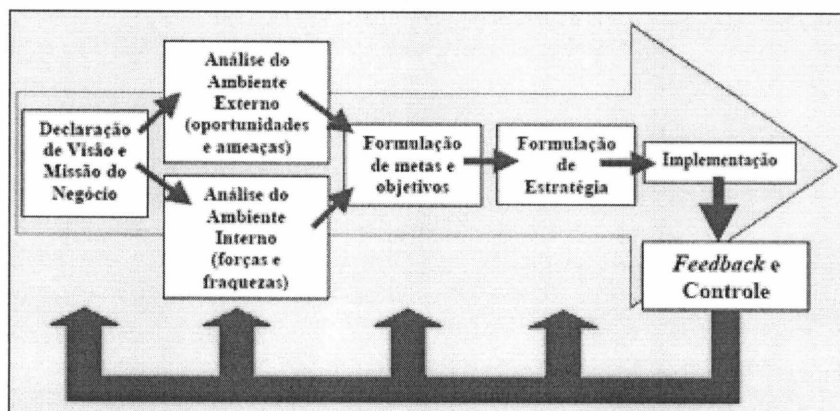 Declaração
de Visão e
Missão do
Negócio
Análise do
Ambiente
Externo
(oportunidades
e ameaças)
Análise do
Ambiente
Interno
(forças e
fraquezas)
Formulação
de metas e
objetivos
Formulação
de
Estratégia
Implementação
Feedback e
Controle